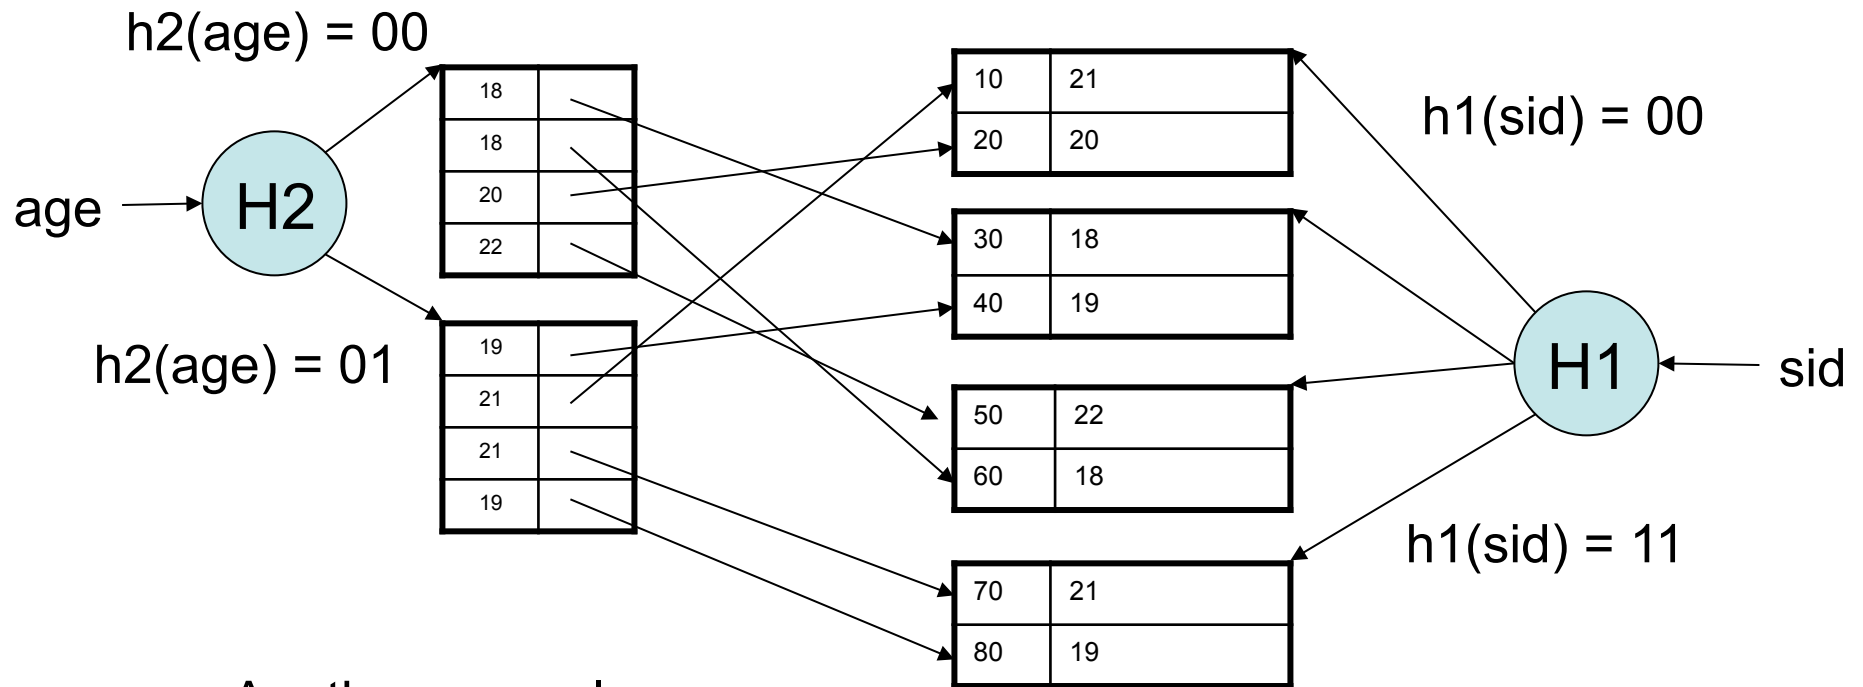 h2(age) = 00
18
18
20
22
age
H2
h2(age) = 01
19
21
21
19
10 21
20 20
30 18
40 19
50 22
60 18
70 21
80 19
h1(sid) = 00
H1
sid
h1(sid) = 11